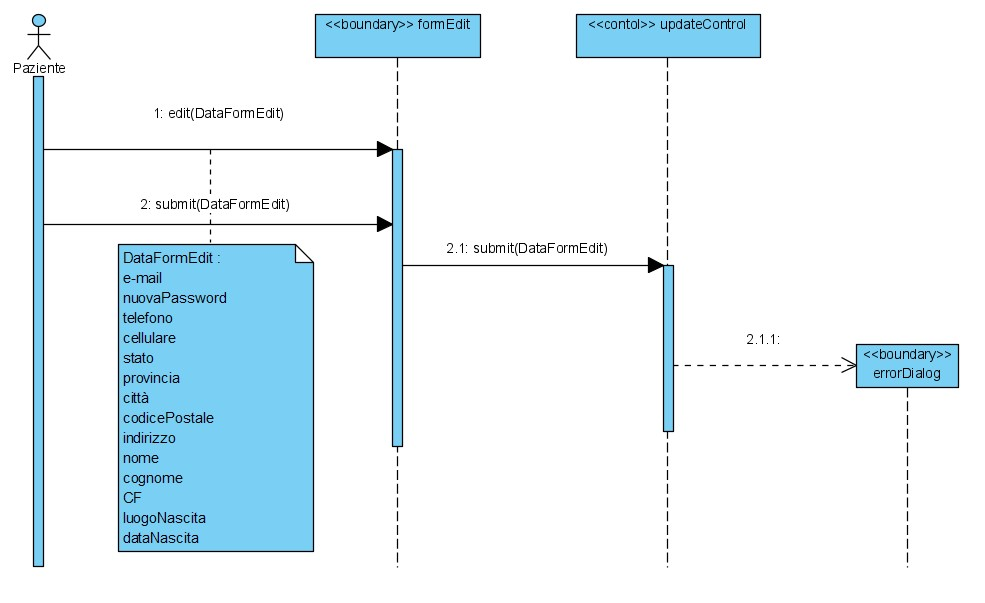 <<boundary>> formEdit
<<contol>> updateControl
Paziente
1: edit(DataFormEdit)
2: submit(DataFormEdit)
2.1: submit(DataFormEdit)
DataFormEdit :
e-mail
nuovaPassword
telefono
cellulare
stato
provincia
città
codicePostale
indirizzo
nome
cognome
CF
luogoNascita
dataNascita
2.1.1:
<<boundary>>
errorDialog